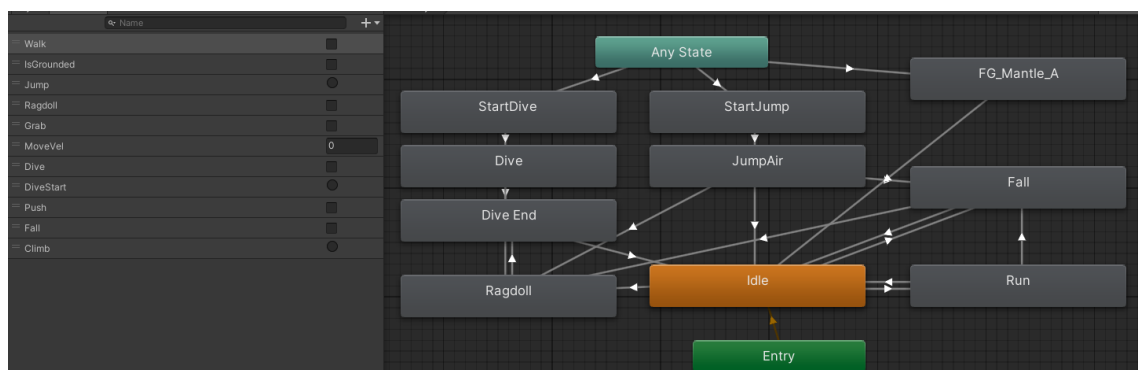 Name
Walk
IsGrounded
Jump
Ragdoll
Grab
MoveVel
0
Dive
DiveStart
Push
Fall
Climb
Any State
FG_Mantle_A
StartDive
StartJump
Dive
JumpAir
Fall
Dive End
Ragdoll
Idle
Run
Entry